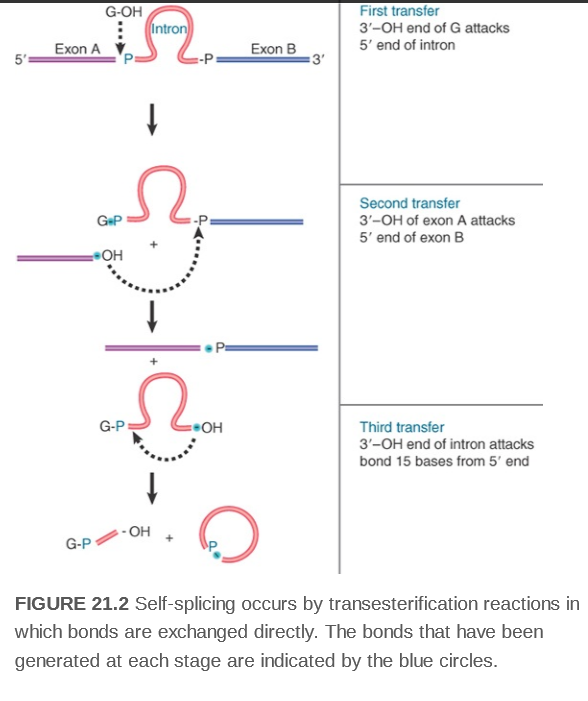 G-OH
Intron
Exon A
Exon B
5′
P
-P
3′
First transfer
3′–OH end of G attacks
5′ end of intron
G P
-P
+
OH
Second transfer
3′–OH of exon A attacks
5′ end of exon B
P
+
G-P
OH
Third transfer
3′–OH end of intron attacks
bond 15 bases from 5′ end
G-P
- OH
+
P
FIGURE 21.2 Self-splicing occurs by transesterification reactions in
which bonds are exchanged directly. The bonds that have been
generated at each stage are indicated by the blue circles.